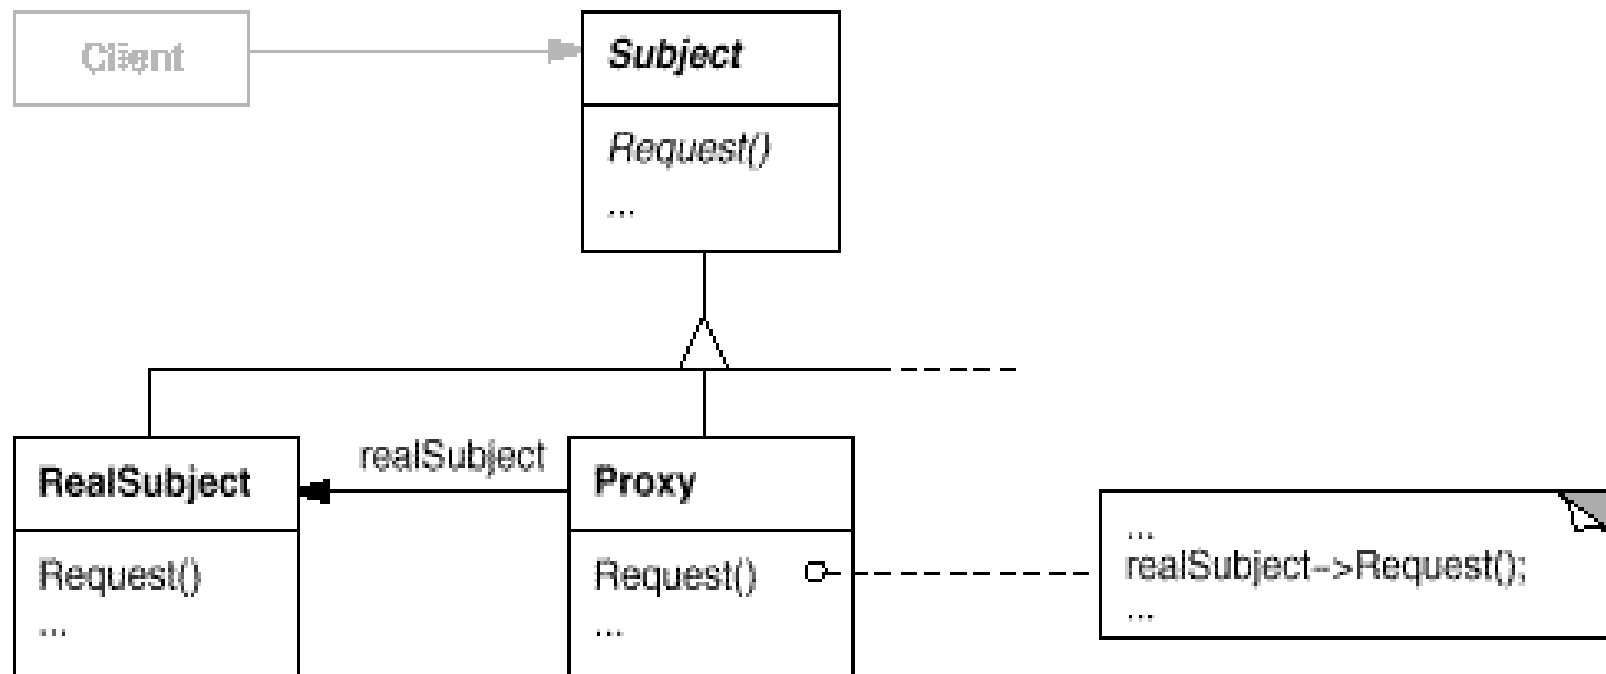 Client
Subject
Request()
...
realSubject
RealSubject
Request()
...
Proxy
Request()
...
...
realSubject->Request();
...